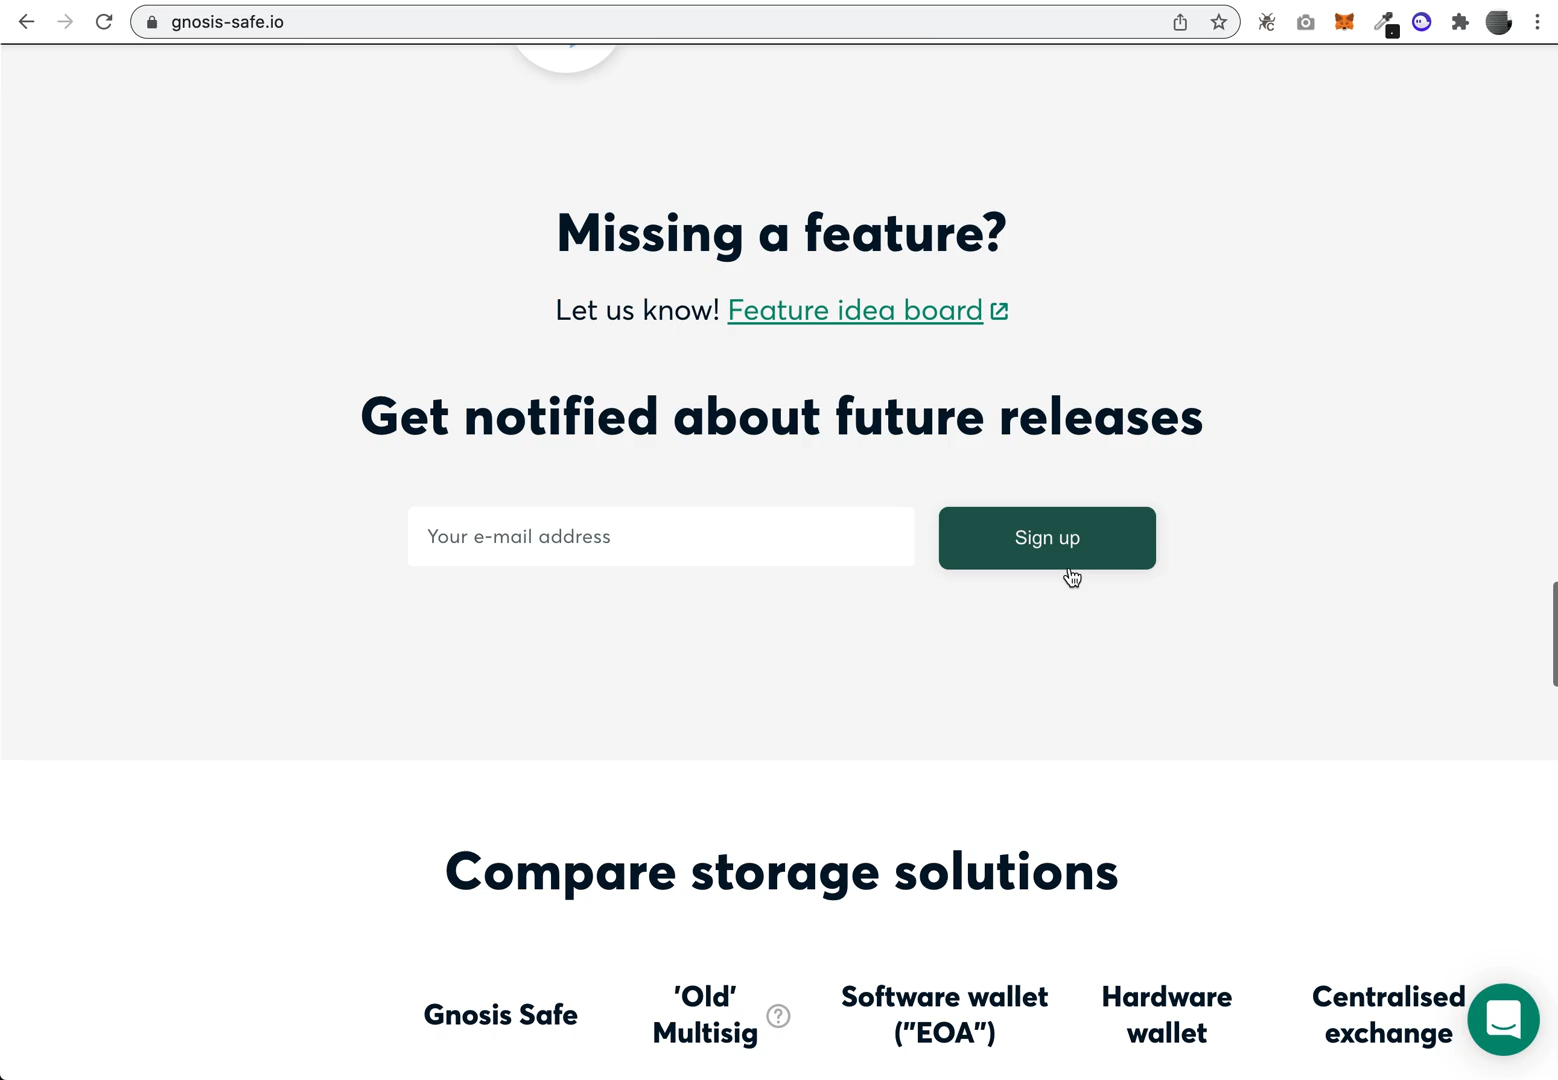 gnosis-safe.io
Missing a feature?
Let us know! Feature idea board
Get notified about future releases
Your e-mail address
Sign up
Compare storage solutions
Gnosis Safe
'Old'
Multisig
?
Software wallet
("EOA")
Hardware
wallet
Centralised
exchange